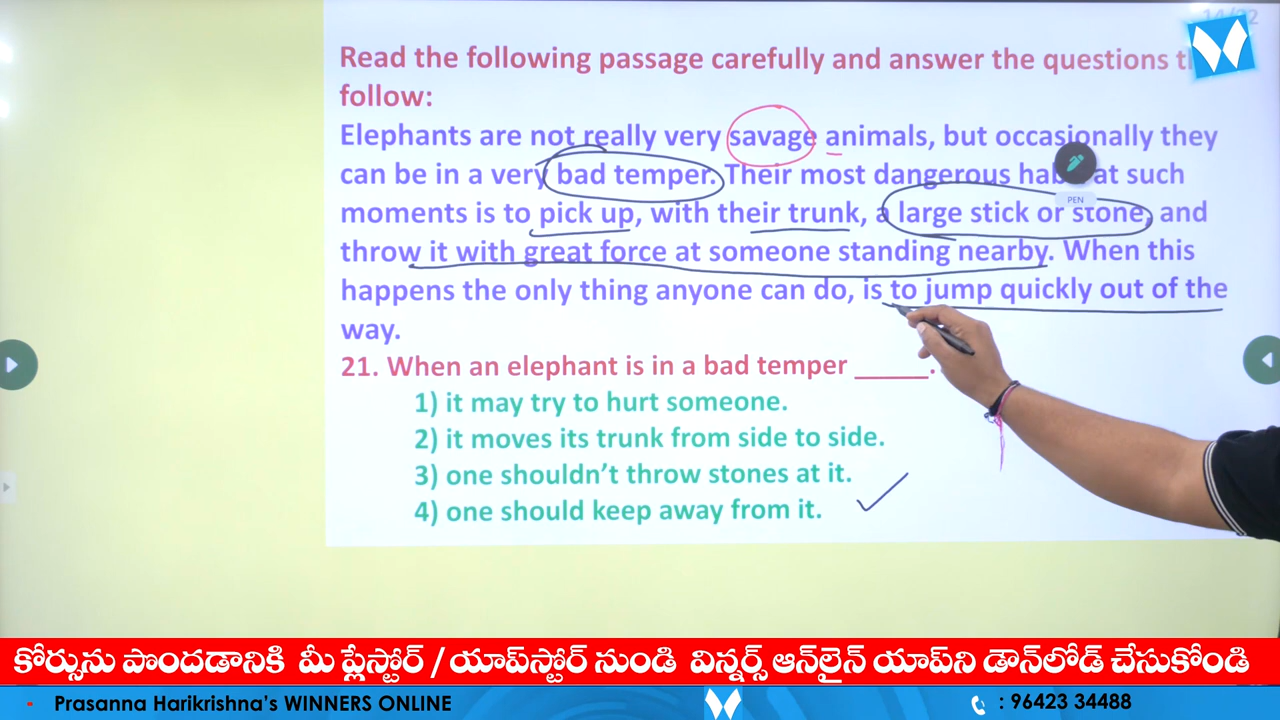 Read the following passage carefully and answer the questions
follow:
Elephants are not really very savage animals, but occasionally they
can be in a very bad temper. Their most dangerous at such
moments is to pick up, with their trunk, a large stick or stone, and
throw it with great force at someone standing nearby. When this
happens the only thing anyone can do, is to jump quickly out of the
way.
21. When an elephant is in a bad temper _____.
1) it may try to hurt someone.
2) it moves its trunk from side to side.
3) one shouldn't throw stones at it.
4) one should keep away from it.
PEN
కోర్సును పొందడానికి మీ ప్లేస్టోర్ / యాప్‌స్టోర్ నుండి విన్నర్స్ ఆన్‌లైన్ యాప్‌ని డౌన్‌లోడ్ చేసుకోండి
- Prasanna Harikrishna's WINNERS ONLINE : 96423 34488